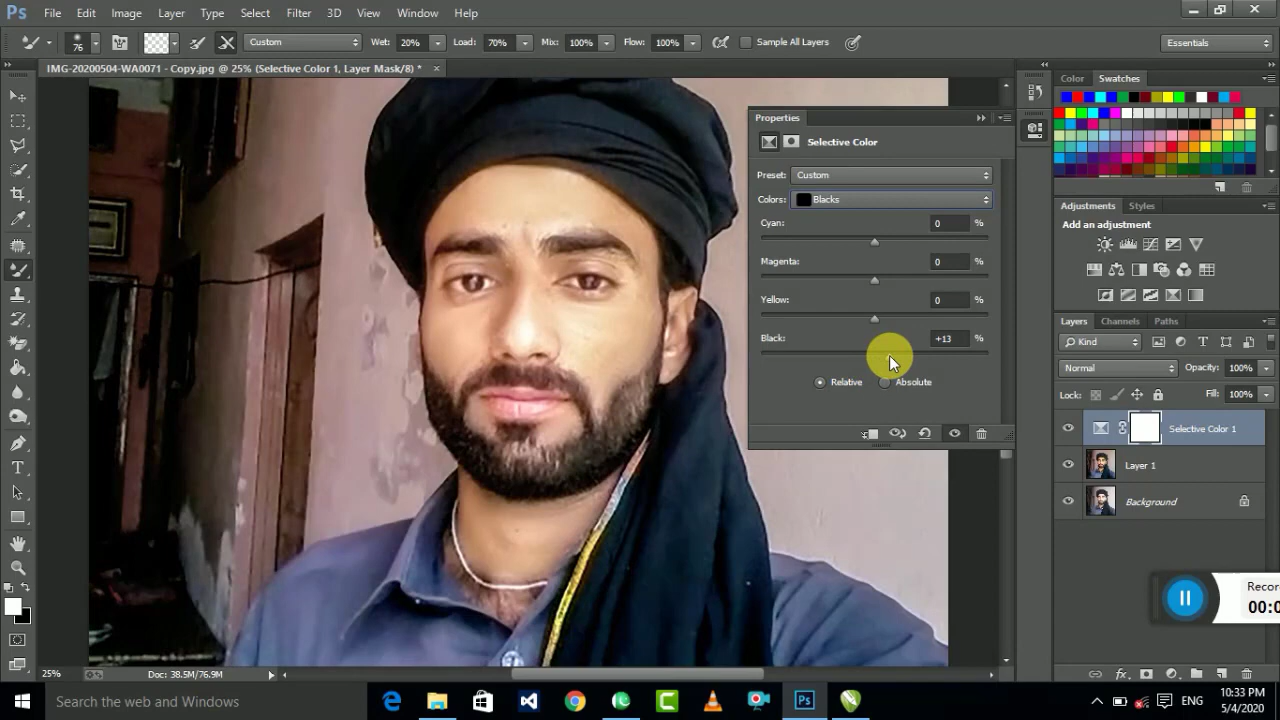 Ps File Edit Image Layer Type Select Filter 3D View Window Help
76 Custom Wet: 20% Load: 70% Mix: 100% Flow: 100% Sample All Layers Essentials
IMG-20200504-WA0071 - Copy.jpg @ 25% (Selective Color 1, Layer Mask/8) *
Color Swatches
Properties
Selective Color
Preset: Custom
Colors: Blacks
Cyan: 0 %
Magenta: 0 %
Yellow: 0 %
Black: +13 %
Relative Absolute
Adjustments Styles
Add an adjustment
Layers Channels Paths
Kind
Normal Opacity: 100%
Lock: Fill: 100%
Selective Color 1
Layer 1
Background
Recor
00:0
25% Doc: 38.5M/76.9M
Search the web and Windows
Ps
ENG
10:33 PM
5/4/2020